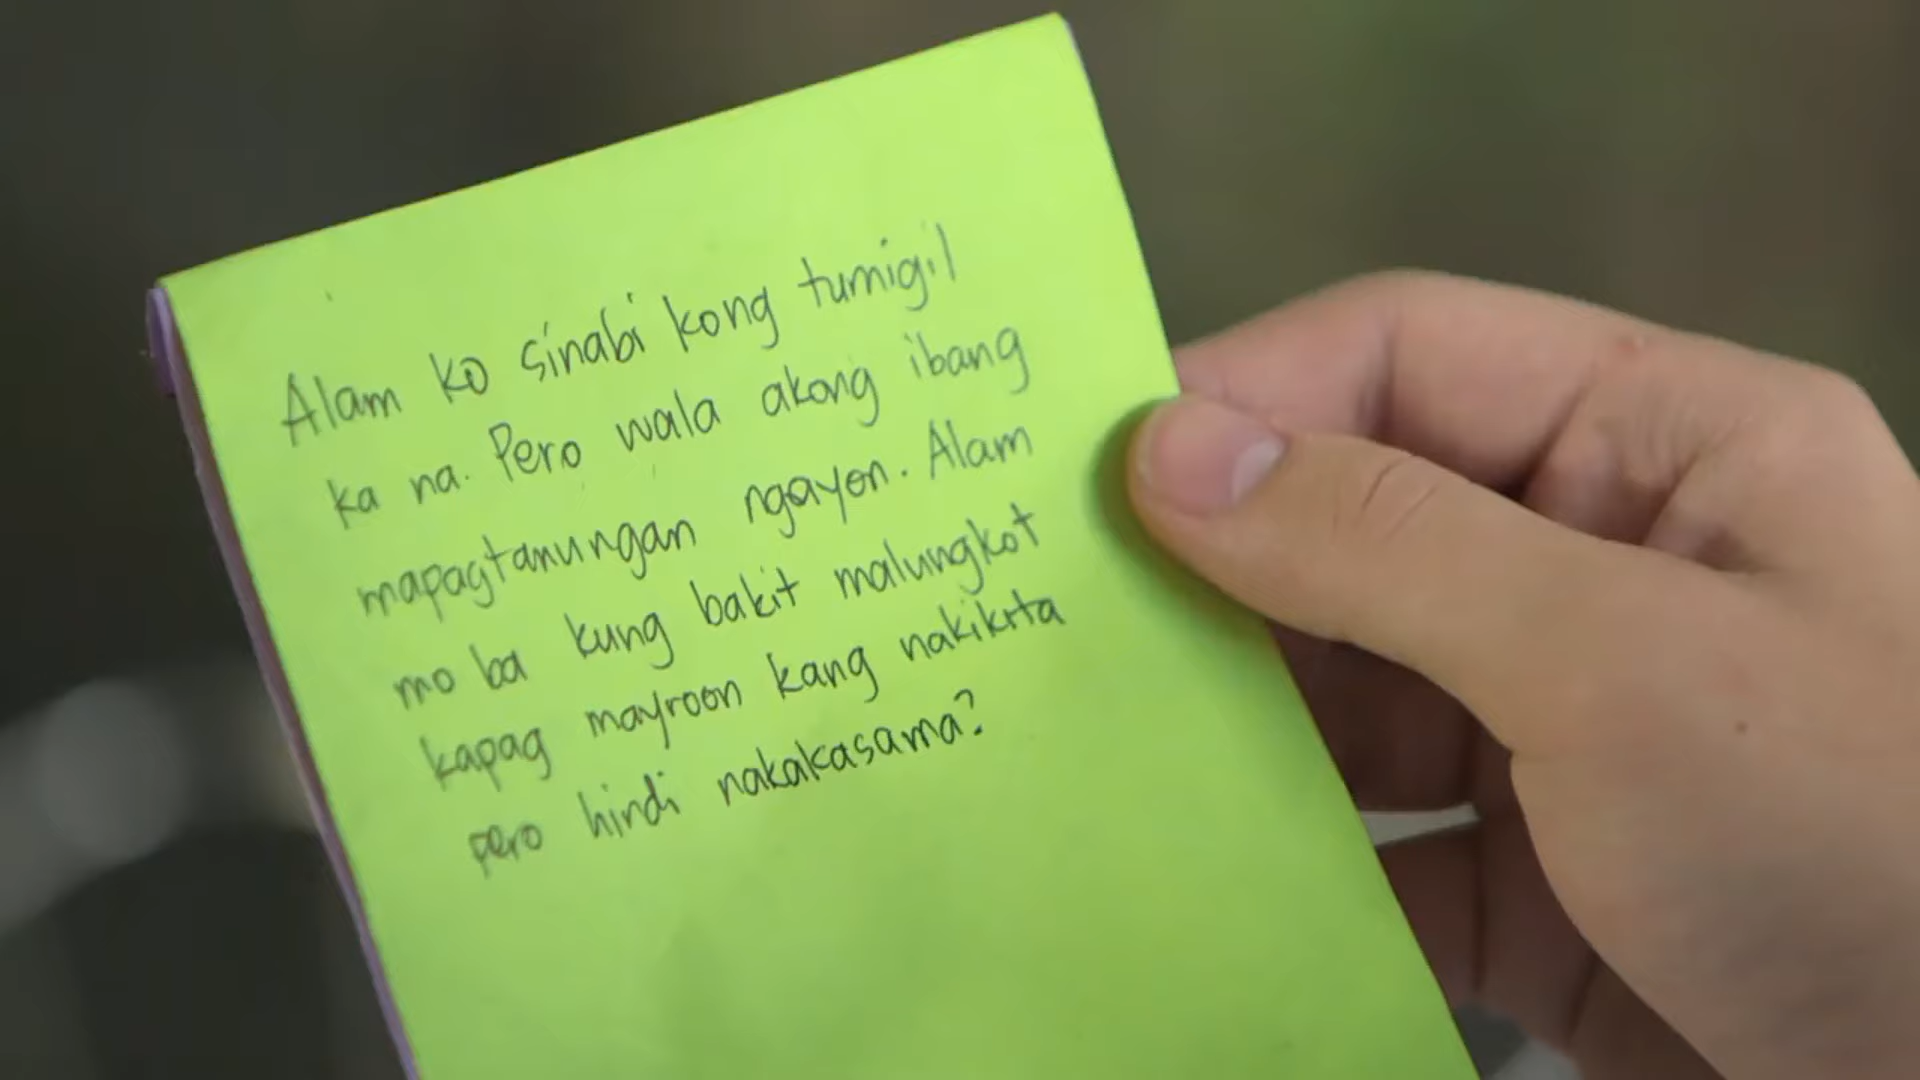 Alam ko sinabi kong tumigil
ka na. Pero wala akong ibang
mapagtanungan ngayon. Alam
mo ba kung bakit malungkot
kapag mayroon kang nakikita
pero hindi nakakasama?